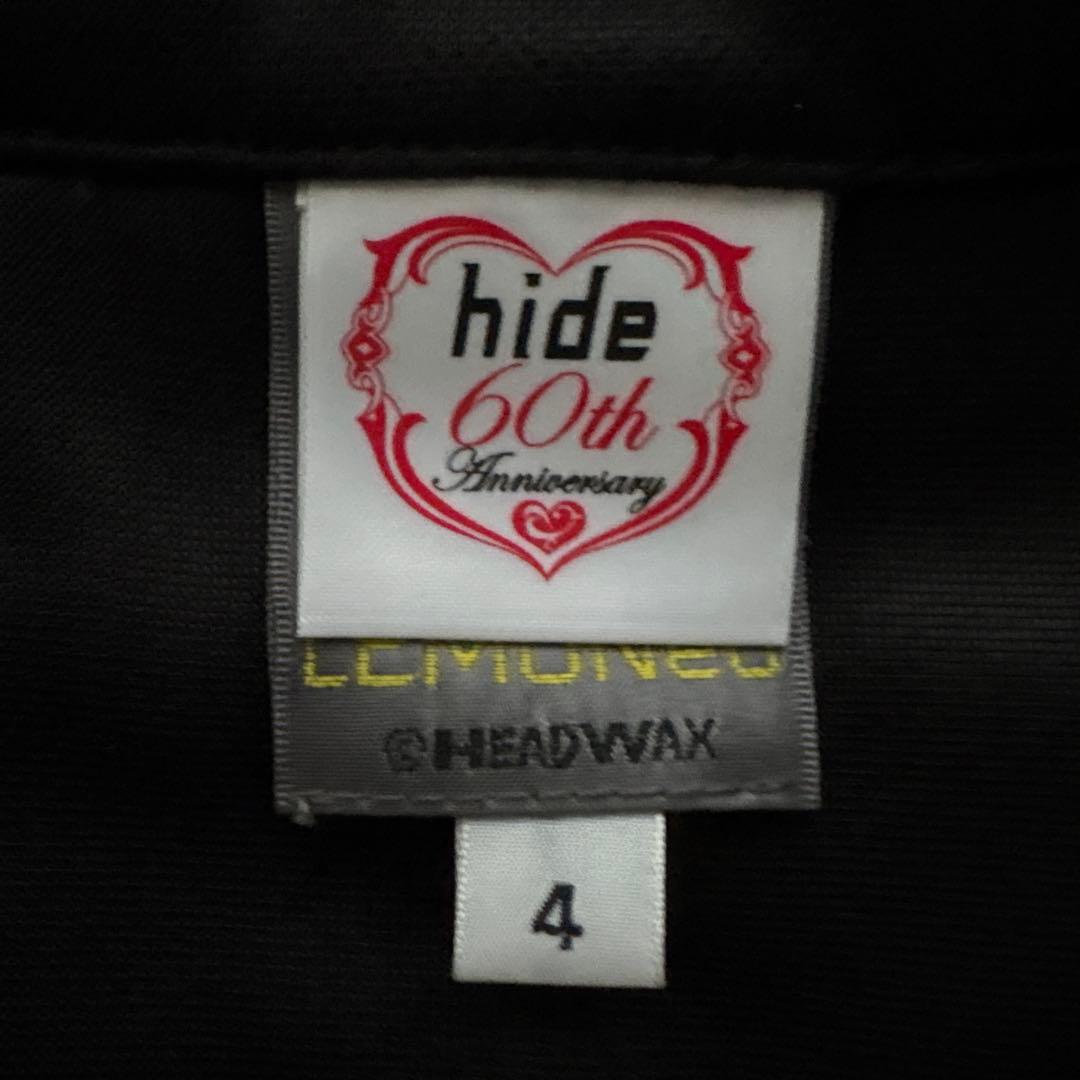 hide
60th
Anniversary
LEMONeD
©HEADWAX
4